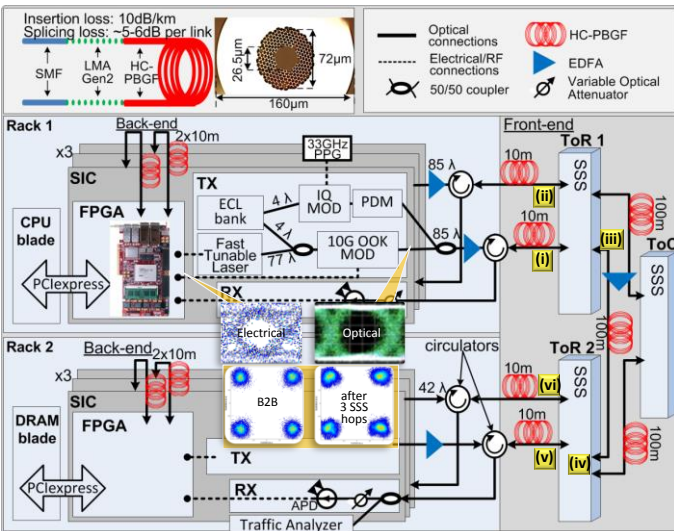 Insertion loss: 10dB/km
Splicing loss: ~5-6dB per link
SMF
LMA Gen2
HC-PBGF
26.5μm
72μm
160μm
Optical connections
Electrical/RF connections
50/50 coupler
HC-PBGF
EDFA
Variable Optical Attenuator
Rack 1
Back-end
2x10m
x3
SIC
FPGA
CPU blade
PCIexpress
33GHz PPG
TX
ECL bank
4 λ
IQ MOD
PDM
4 λ
77 λ
Fast Tunable Laser
10G OOK MOD
RX
85 λ
85 λ
Electrical
Optical
Front-end
ToR 1
SSS
10m
(ii)
10m
(i)
(iii)
100m
ToC
SSS
100m
Rack 2
Back-end
2x10m
x3
SIC
FPGA
DRAM blade
PCIexpress
B2B
after 3 SSS hops
TX
RX
APD
Traffic Analyzer
circulators
42 λ
ToR 2
SSS
10m
(vi)
10m
(v)
(iv)
100m